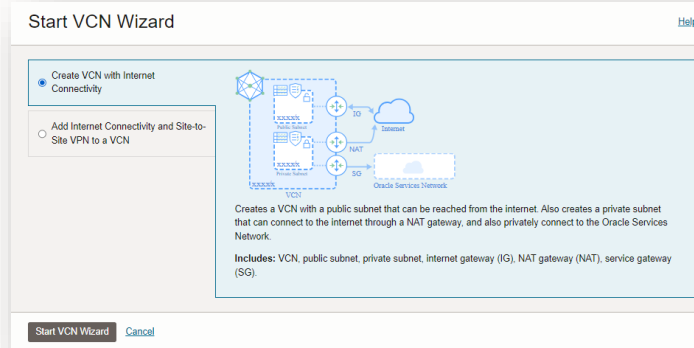 Start VCN Wizard
Help
Create VCN with Internet
Connectivity
Add Internet Connectivity and Site-to-
Site VPN to a VCN
xxxxx
Public Subnet
IG
Internet
NAT
xxxxx
Private Subnet
SG
xxxxx
Oracle Services Network
VCN
Creates a VCN with a public subnet that can be reached from the internet. Also creates a private subnet
that can connect to the internet through a NAT gateway, and also privately connect to the Oracle Services
Network.
Includes: VCN, public subnet, private subnet, internet gateway (IG), NAT gateway (NAT), service gateway
(SG).
Start VCN Wizard
Cancel